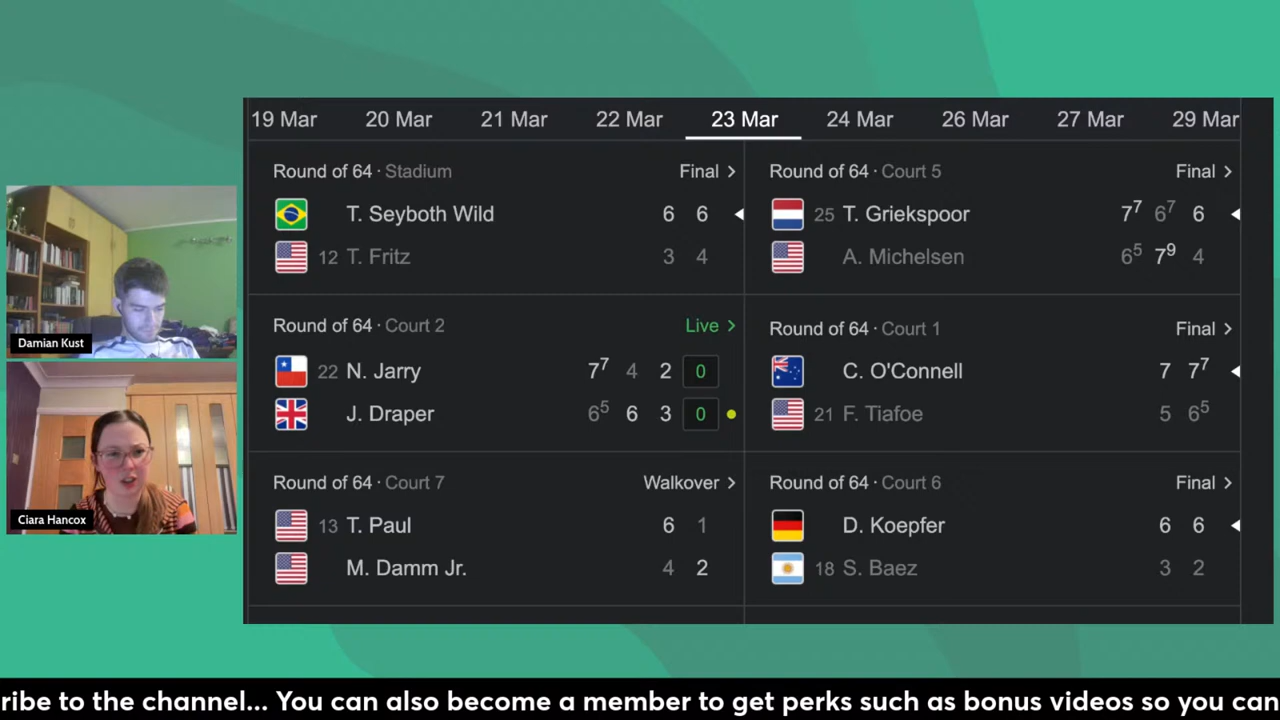 19 Mar 20 Mar 21 Mar 22 Mar 23 Mar 24 Mar 26 Mar 27 Mar 29 Mar
Round of 64 · Stadium Final
T. Seyboth Wild 6 6
12 T. Fritz 3 4
Round of 64 · Court 5 Final
25 T. Griekspoor 7⁷ 6⁷ 6
A. Michelsen 6⁵ 7⁹ 4
Round of 64 · Court 2 Live
22 N. Jarry 7⁷ 4 2 0
J. Draper 6⁵ 6 3 0
Round of 64 · Court 1 Final
C. O'Connell 7 7⁷
21 F. Tiafoe 5 6⁵
Round of 64 · Court 7 Walkover
13 T. Paul 6 1
M. Damm Jr. 4 2
Round of 64 · Court 6 Final
D. Koepfer 6 6
18 S. Baez 3 2
Damian Kust
Ciara Hancox
ribe to the channel... You can also become a member to get perks such as bonus videos so you can